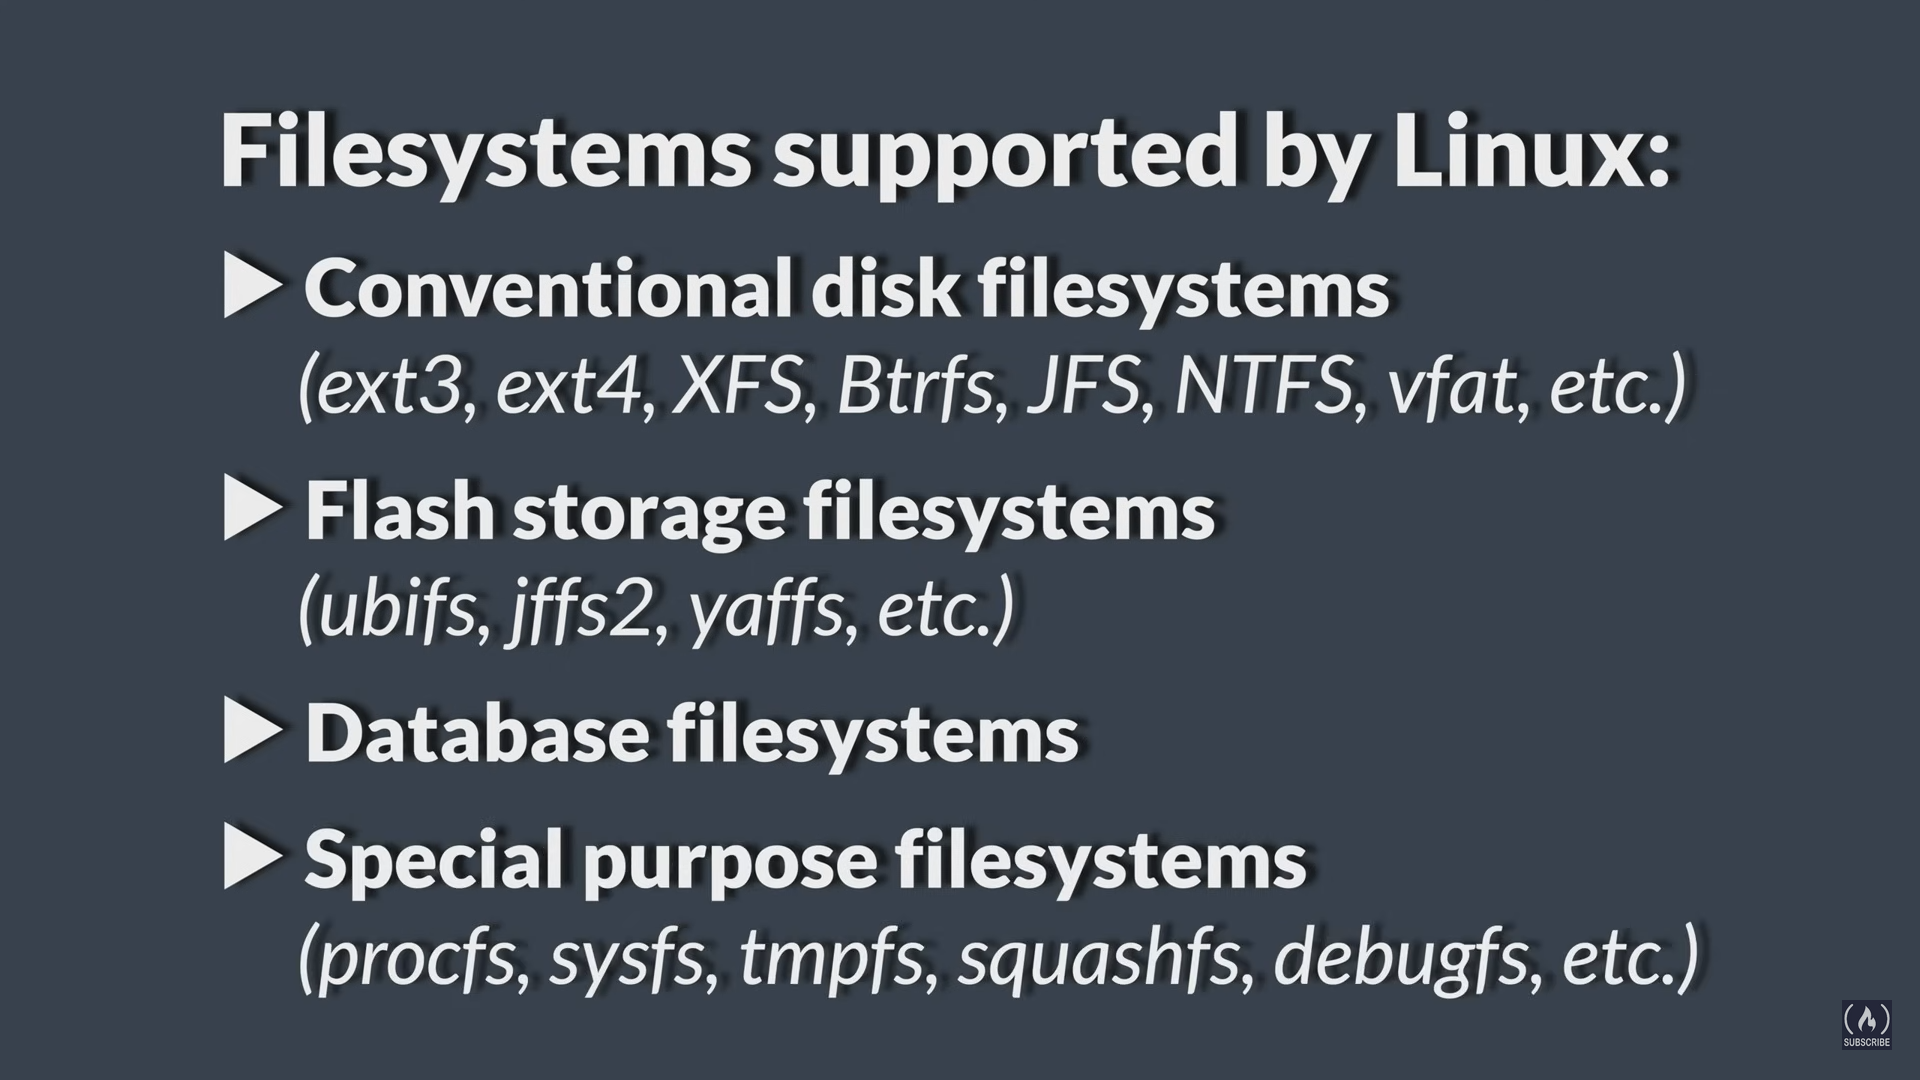 Filesystems supported by Linux:
▶ Conventional disk filesystems
(ext3, ext4, XFS, Btrfs, JFS, NTFS, vfat, etc.)
▶ Flash storage filesystems
(ubifs, jffs2, yaffs, etc.)
▶ Database filesystems
▶ Special purpose filesystems
(procfs, sysfs, tmpfs, squashfs, debugfs, etc.)
SUBSCRIBE